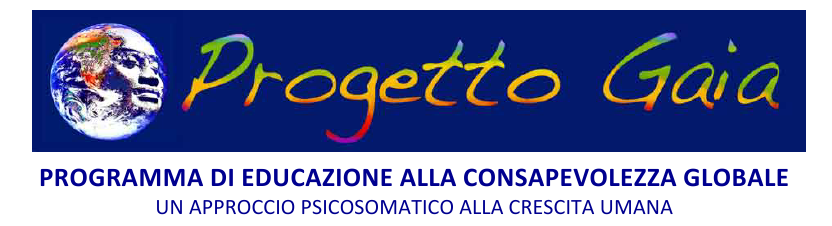 Progetto Gaia
PROGRAMMA DI EDUCAZIONE ALLA CONSAPEVOLEZZA GLOBALE
UN APPROCCIO PSICOSOMATICO ALLA CRESCITA UMANA